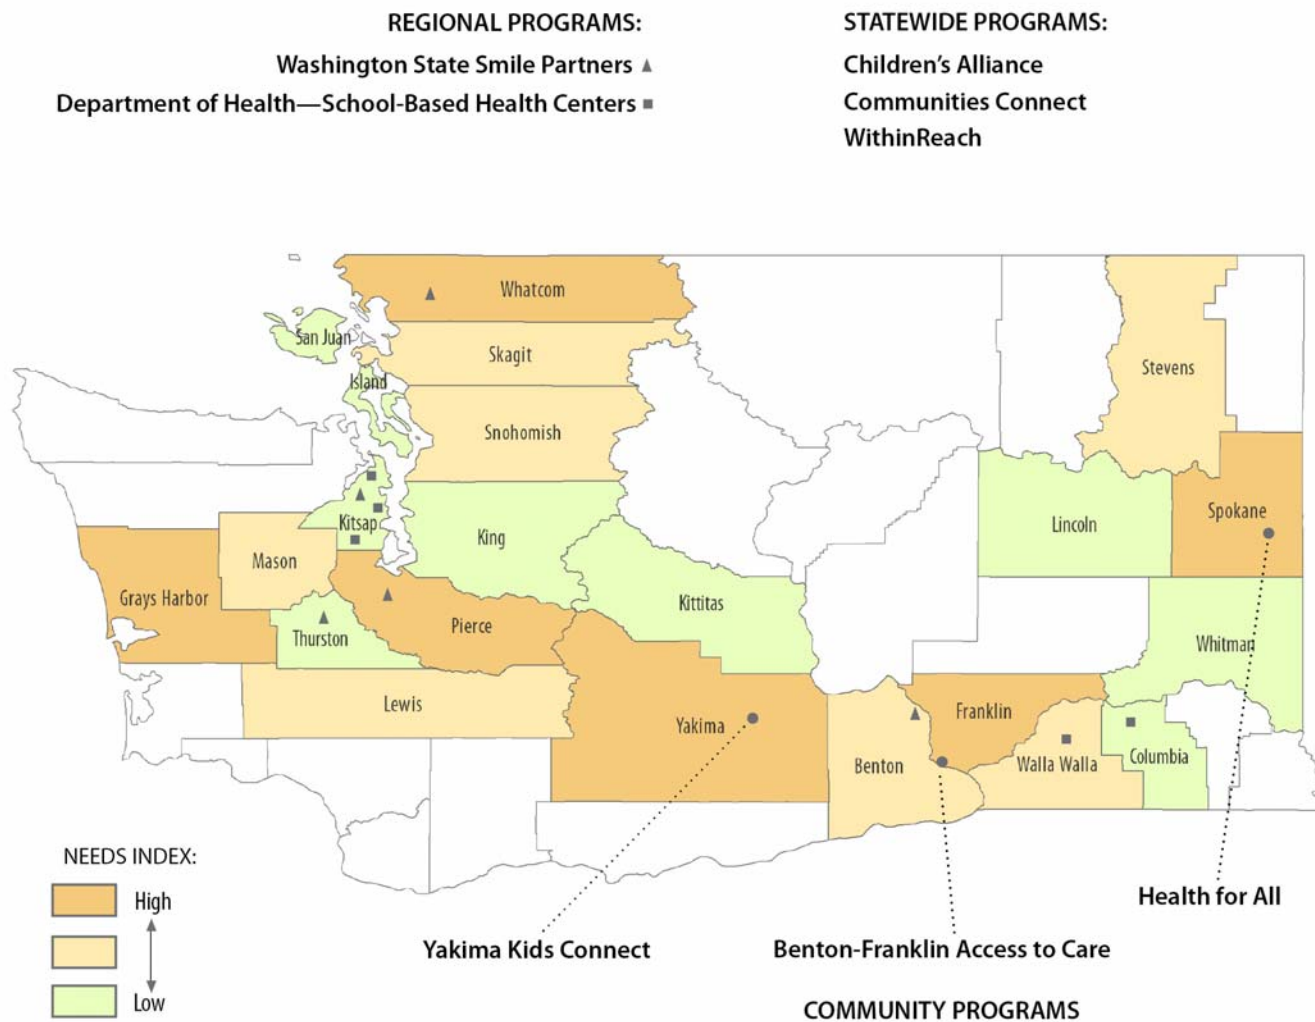 REGIONAL PROGRAMS:
Washington State Smile Partners ▲
Department of Health—School-Based Health Centers ■
STATEWIDE PROGRAMS:
Children's Alliance
Communities Connect
WithinReach
Whatcom
San Juan
Skagit
Island
Stevens
Snohomish
Spokane
Kitsap
King
Lincoln
Mason
Grays Harbor
Kittitas
Pierce
Thurston
Whitman
Lewis
Yakima
Franklin
Benton
Walla Walla
Columbia
NEEDS INDEX:
High
Low
Health for All
Yakima Kids Connect
Benton-Franklin Access to Care
COMMUNITY PROGRAMS